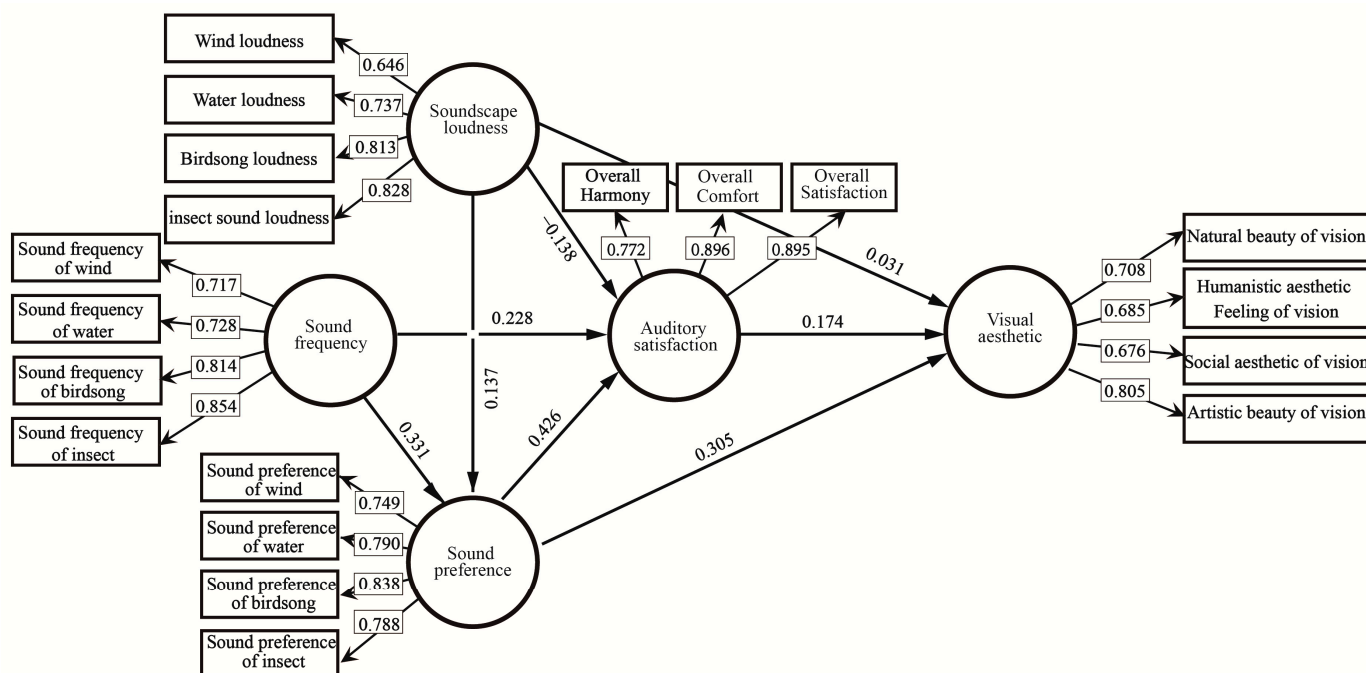 Wind loudness
0.646
Water loudness
0.737
Birdsong loudness
0.813
insect sound loudness
0.828
Soundscape
loudness
Overall
Harmony
Overall
Comfort
Overall
Satisfaction
0.772
0.896
0.895
−0.138
0.031
Sound frequency
of wind
0.717
Sound frequency
of water
0.728
Sound frequency
of birdsong
0.814
Sound frequency
of insect
0.854
Sound
frequency
0.228
Auditory
satisfaction
0.174
Visual
aesthetic
0.137
0.331
0.426
0.305
Natural beauty of vision
0.708
Humanistic aesthetic
Feeling of vision
0.685
Social aesthetic of vision
0.676
Artistic beauty of vision
0.805
Sound preference
of wind
0.749
Sound preference
of water
0.790
Sound preference
of birdsong
0.838
Sound preference
of insect
0.788
Sound
preference